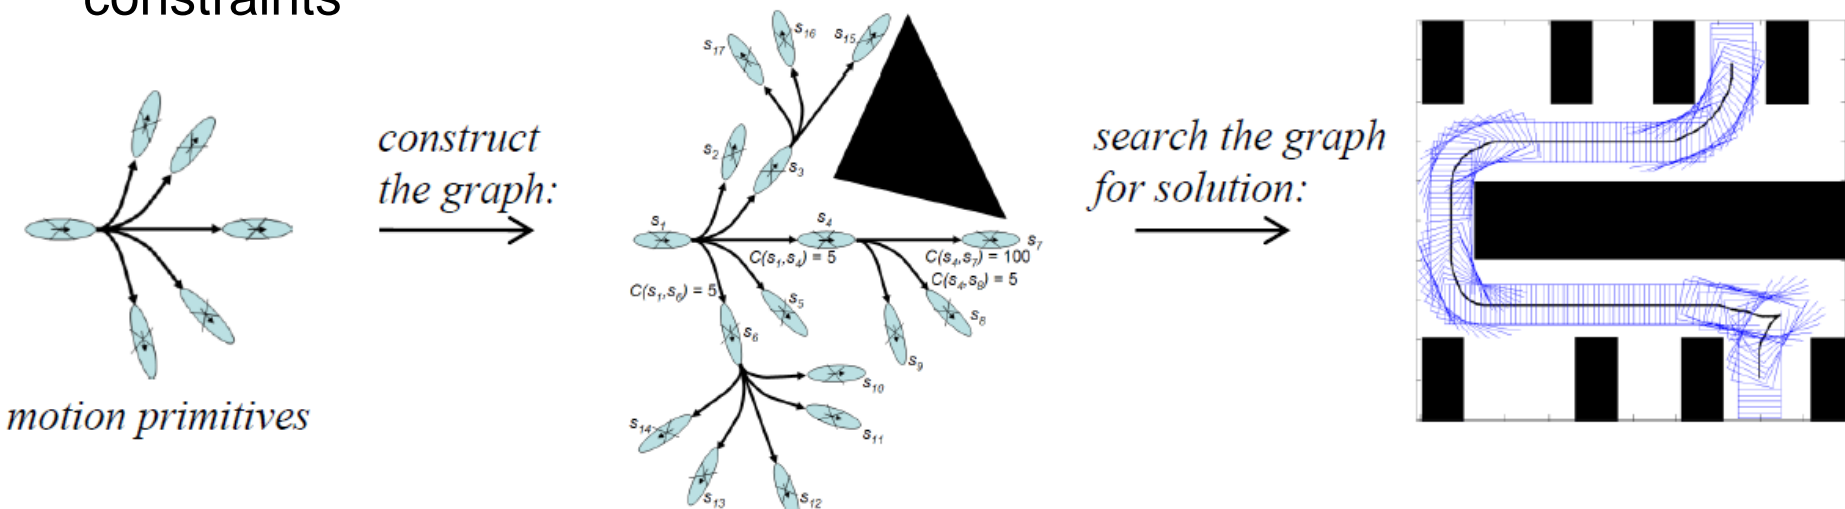 constraints
motion primitives
construct
the graph:
s17
s16
s15
s2
s3
s1
s4
s7
C(s1,s4) = 5
C(s4,s7) = 100
C(s4,s8) = 5
C(s1,s6) = 5
s5
s8
s6
s9
s10
s14
s11
s13
s12
search the graph
for solution: